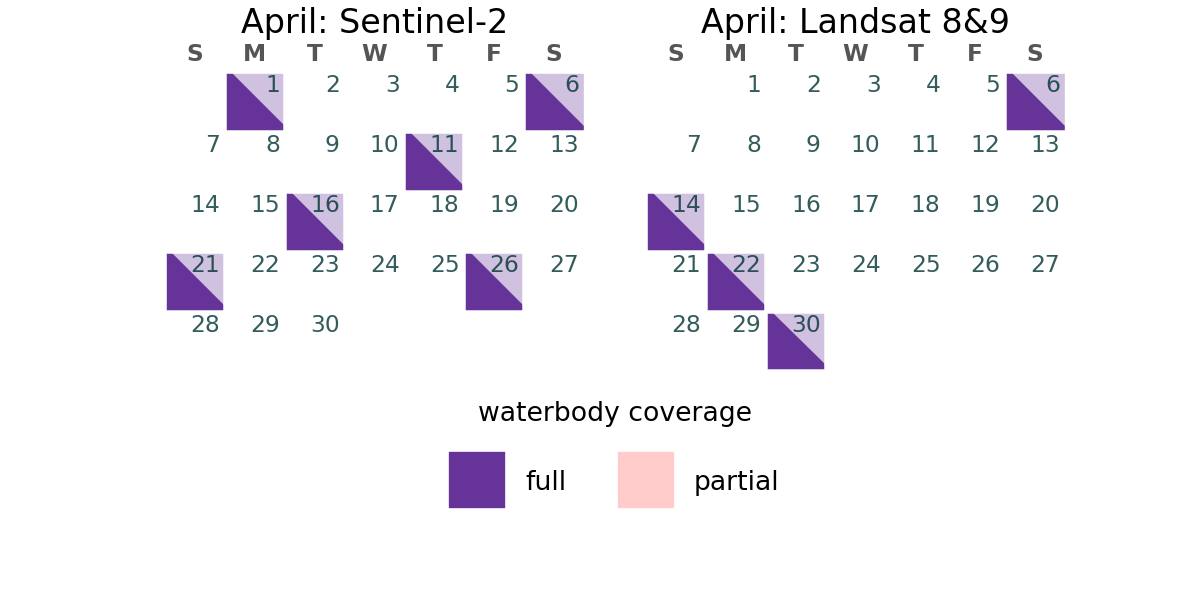 April: Sentinel-2
S M T W T F S
1 2 3 4 5 6
7 8 9 10 11 12 13
14 15 16 17 18 19 20
21 22 23 24 25 26 27
28 29 30
April: Landsat 8&9
S M T W T F S
1 2 3 4 5 6
7 8 9 10 11 12 13
14 15 16 17 18 19 20
21 22 23 24 25 26 27
28 29 30
waterbody coverage
full partial